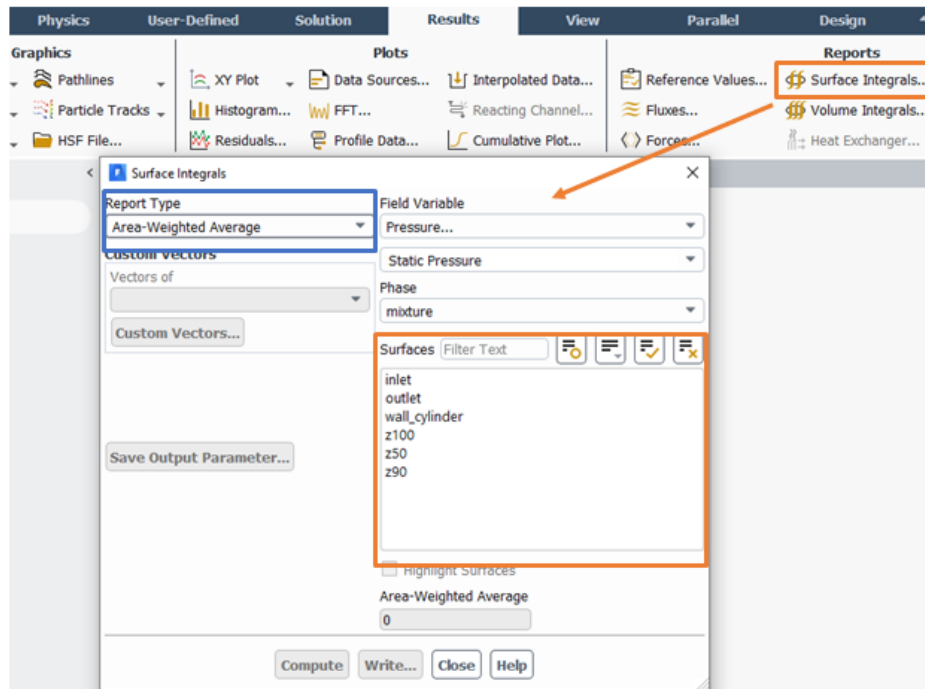 Physics User-Defined Solution Results View Parallel Design
Graphics Plots Reports
Pathlines XY Plot Data Sources... Interpolated Data... Reference Values... Surface Integrals...
Particle Tracks Histogram... FFT... Reacting Channel... Fluxes... Volume Integrals...
HSF File... Residuals... Profile Data... Cumulative Plot... Forces... Heat Exchanger...
Surface Integrals
Report Type Field Variable
Area-Weighted Average Pressure...
Custom Vectors Static Pressure
Vectors of Phase
mixture
Custom Vectors... Surfaces Filter Text
inlet
outlet
wall_cylinder
z100
z50
Save Output Parameter... z90
Highlight Surfaces
Area-Weighted Average
0
Compute Write... Close Help